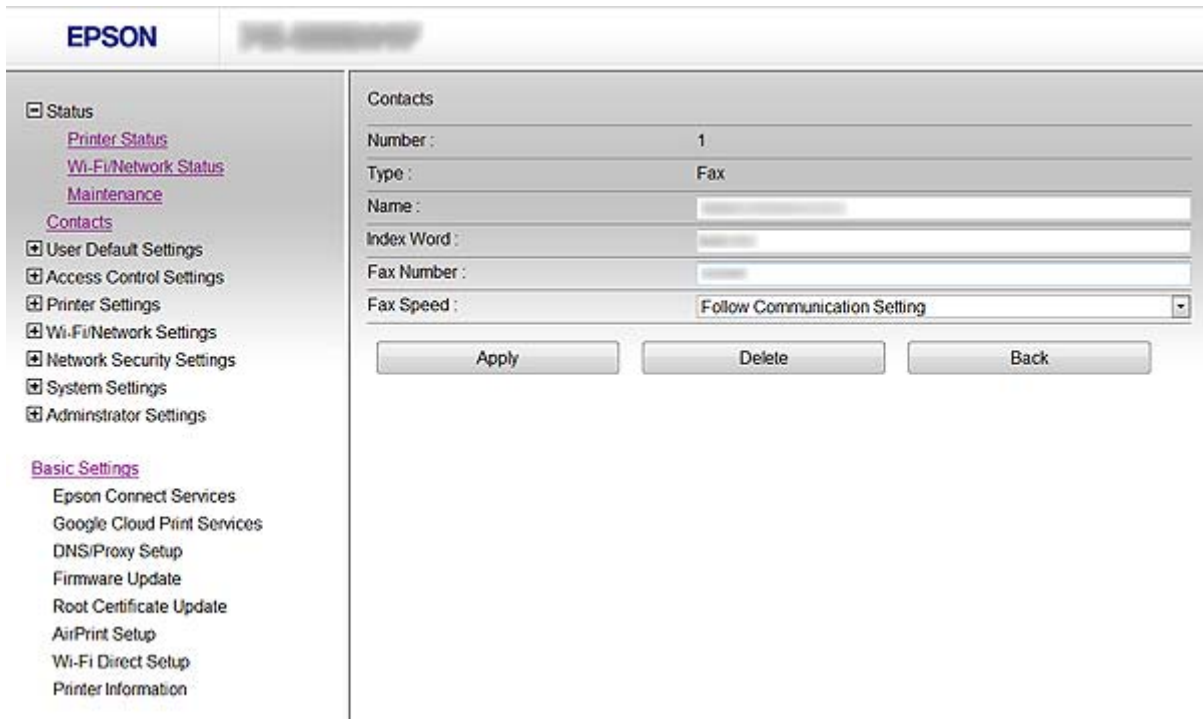 EPSON
Status
Printer Status
Wi-Fi/Network Status
Maintenance
Contacts
User Default Settings
Access Control Settings
Printer Settings
Wi-Fi/Network Settings
Network Security Settings
System Settings
Adminstrator Settings
Basic Settings
Epson Connect Services
Google Cloud Print Services
DNS/Proxy Setup
Firmware Update
Root Certificate Update
AirPrint Setup
Wi-Fi Direct Setup
Printer Information
Contacts
Number : 1
Type : Fax
Name :
Index Word :
Fax Number :
Fax Speed : Follow Communication Setting
Apply Delete Back